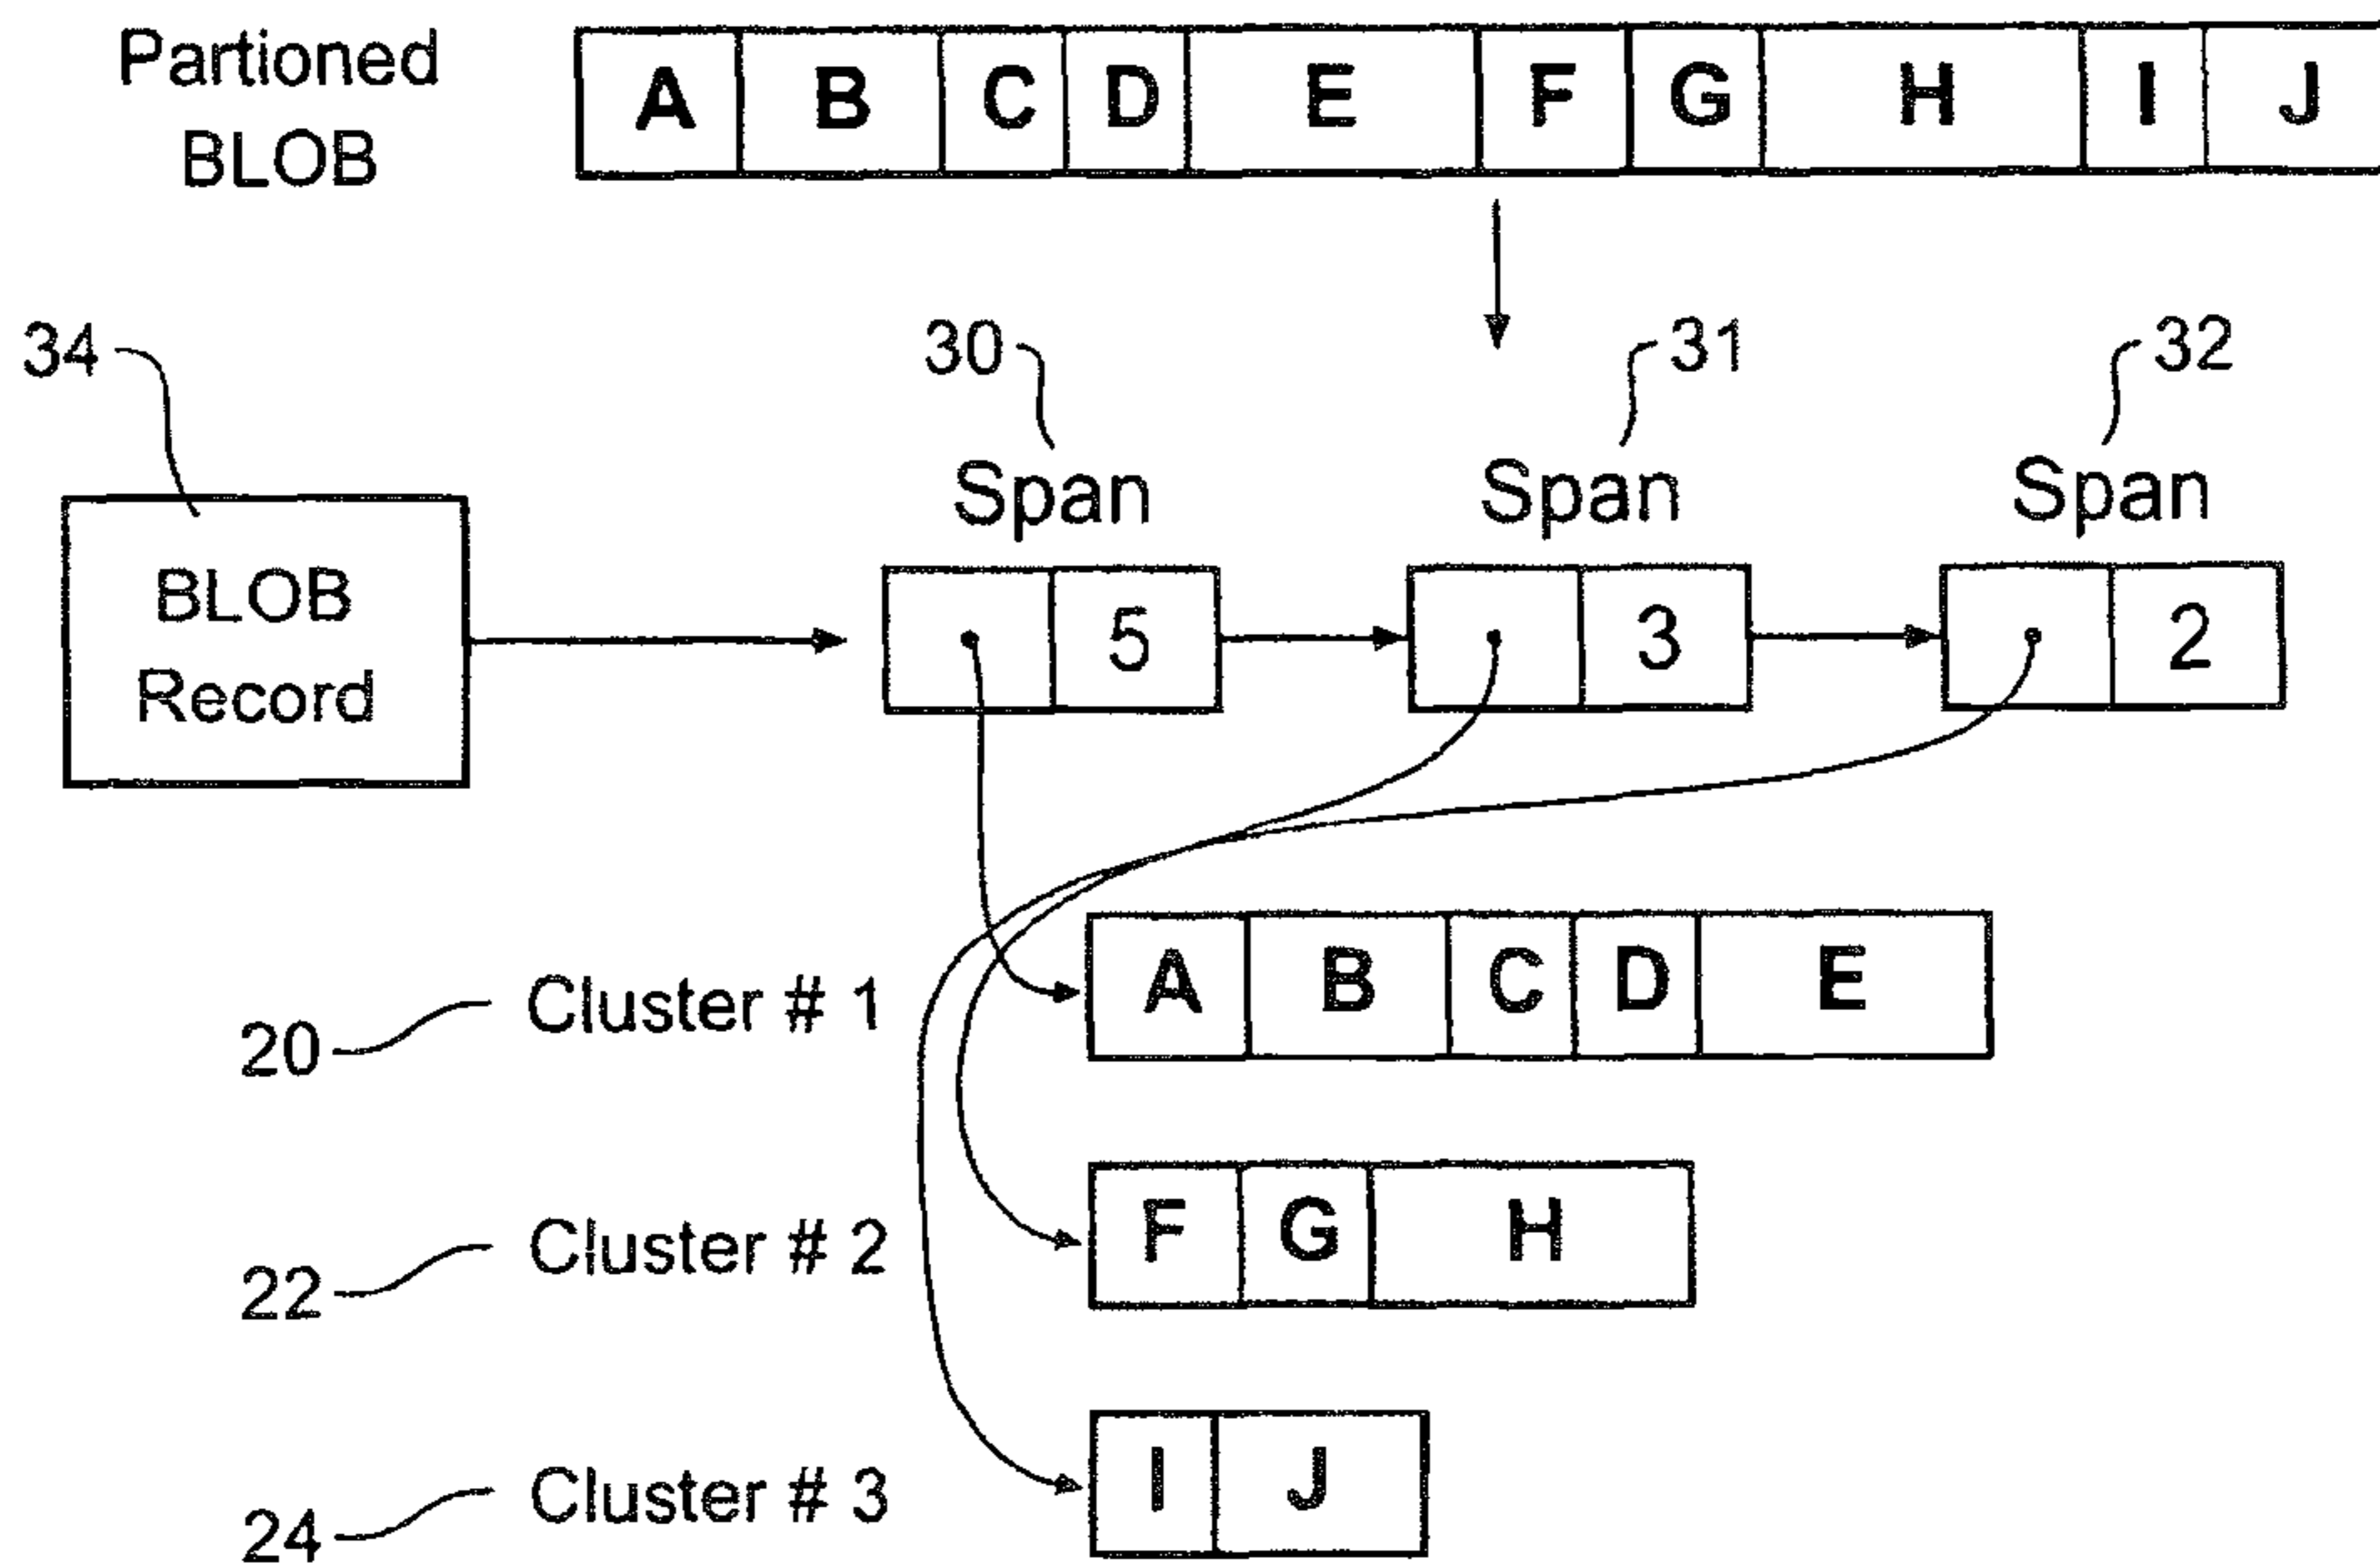 Partioned
BLOB
A B C D E F G H I J
34
30
31
32
Span
Span
Span
BLOB
Record
5
3
2
Cluster # 1
A B C D E
20
Cluster # 2
F G H
22
Cluster # 3
I J
24